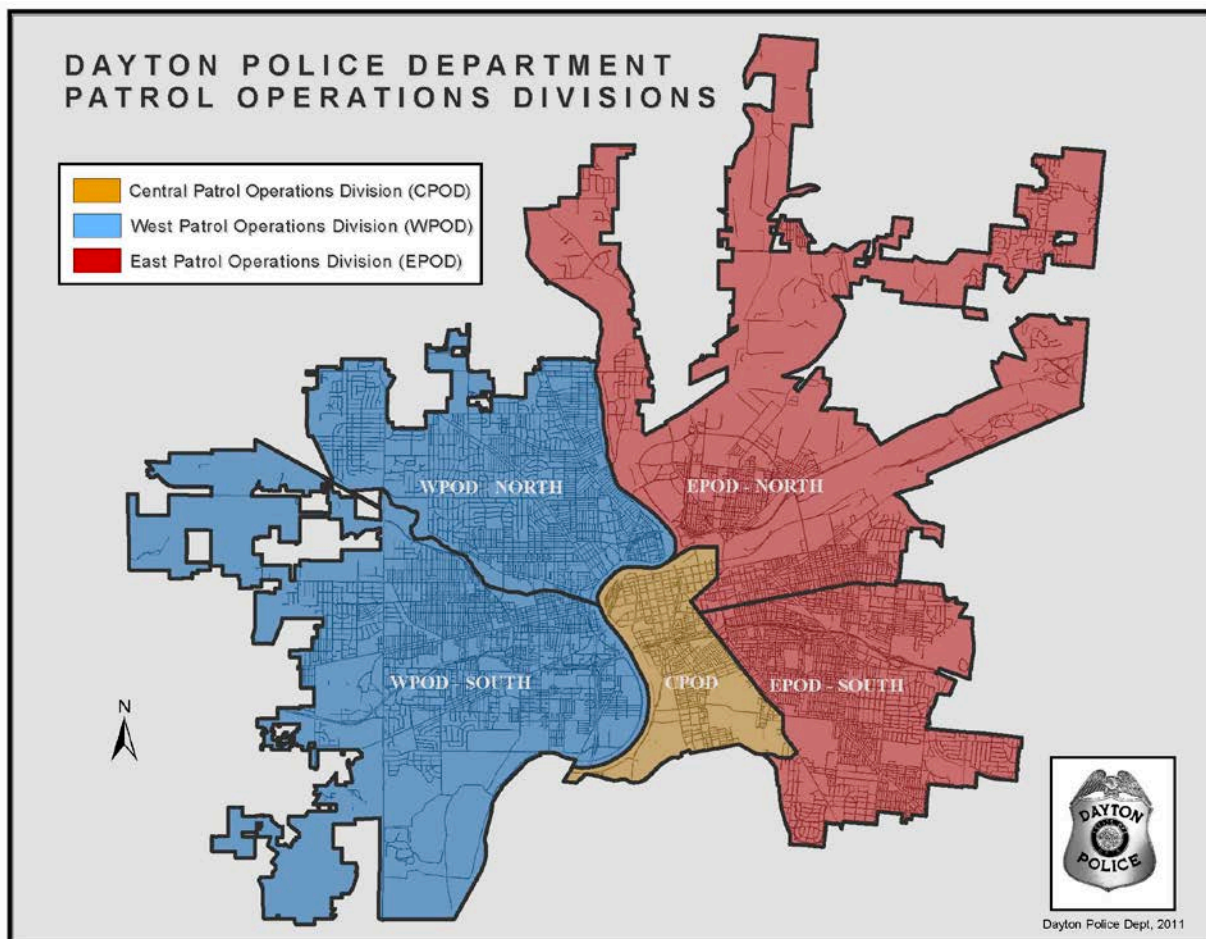 DAYTON POLICE DEPARTMENT
PATROL OPERATIONS DIVISIONS
Central Patrol Operations Division (CPOD)
West Patrol Operations Division (WPOD)
East Patrol Operations Division (EPOD)
WPOD - NORTH
EPOD - NORTH
WPOD - SOUTH
CPOD
EPOD - SOUTH
N
DAYTON
POLICE
Dayton Police Dept, 2011